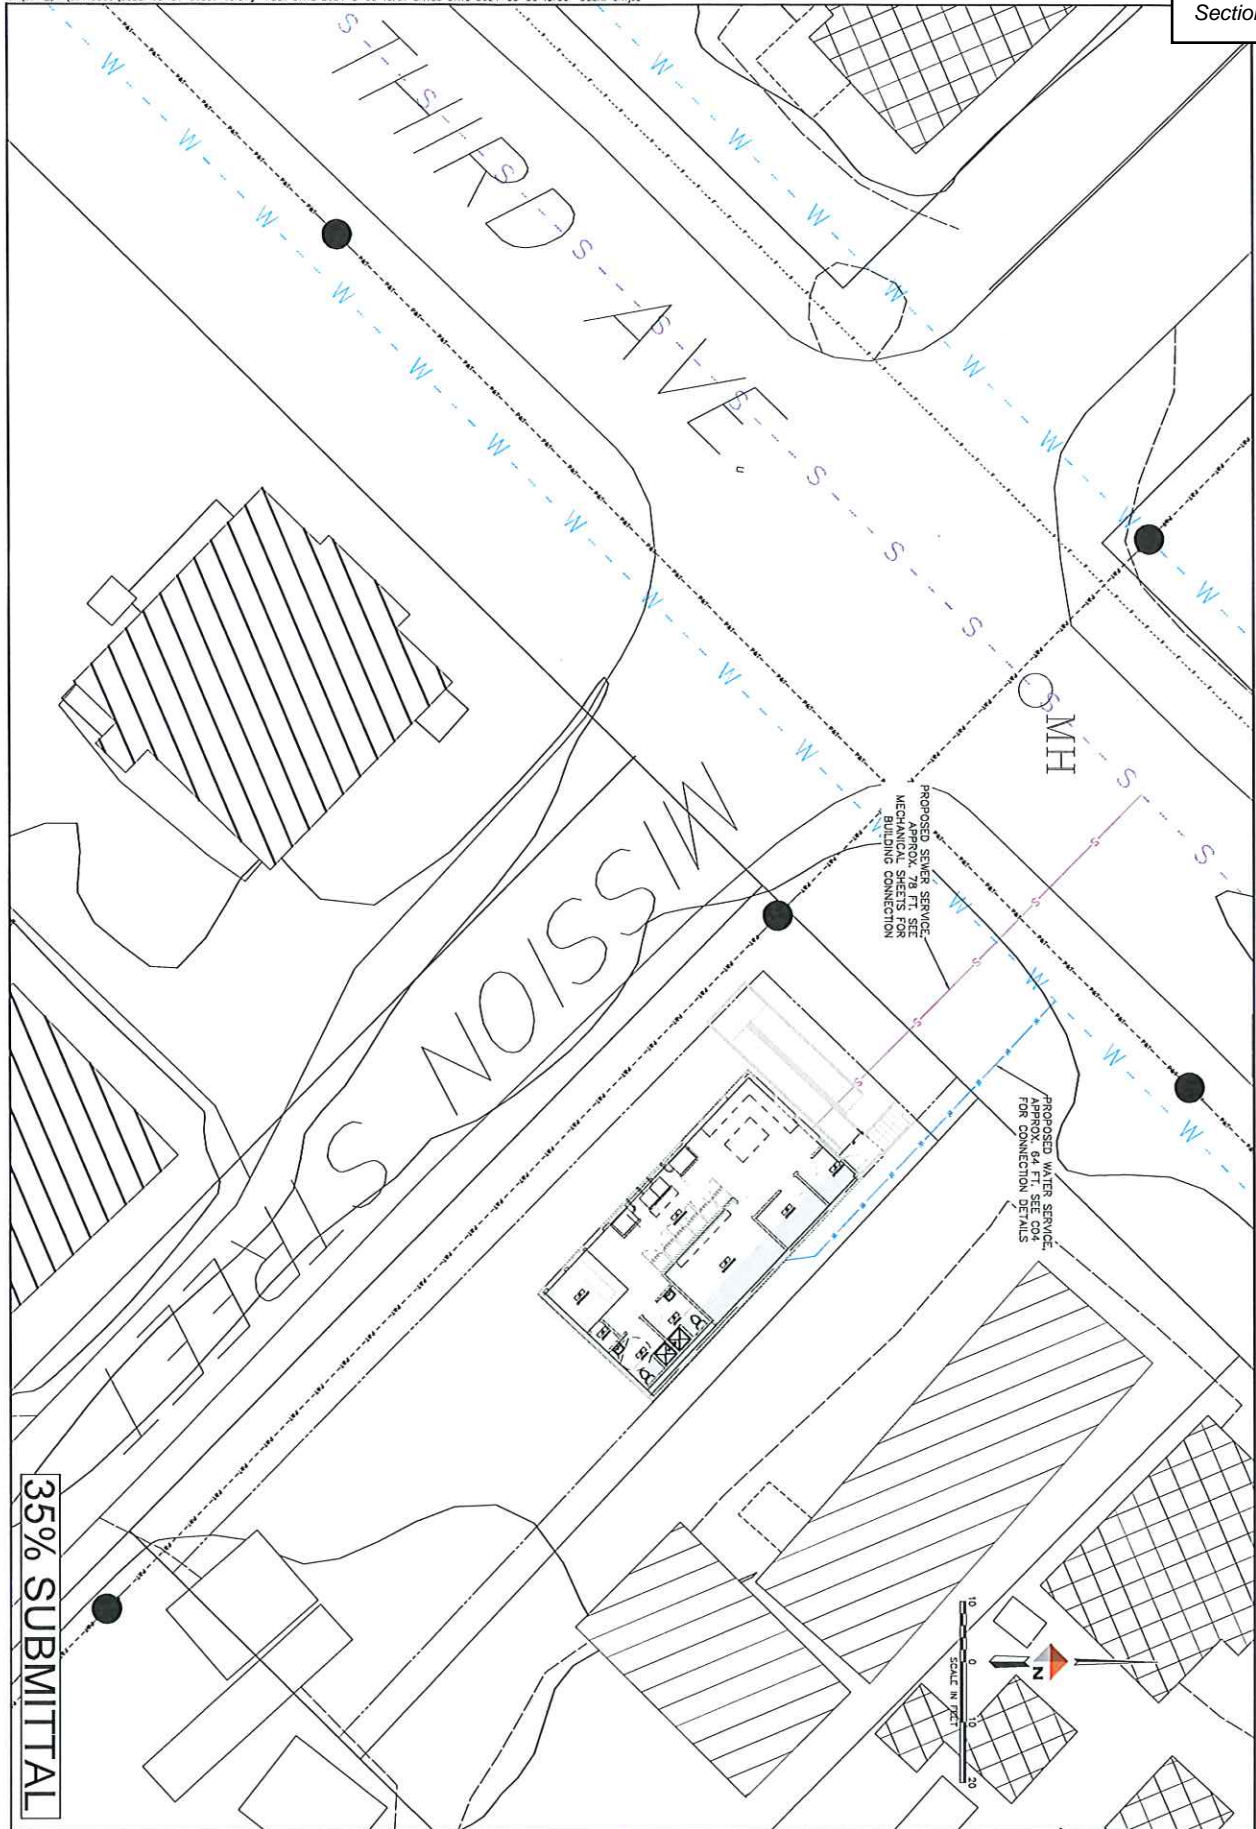 Section
THIRD AVE.
MH
PROPOSED SEWER SERVICE,
APPROX. 78 FT. SEE
MECHANICAL SHEETS FOR
BUILDING CONNECTION
PROPOSED WATER SERVICE,
APPROX. 64 FT. SEE C04
FOR CONNECTION DETAILS
MISSION STREET
N
10 0 10 20
SCALE IN FEET
35% SUBMITTAL